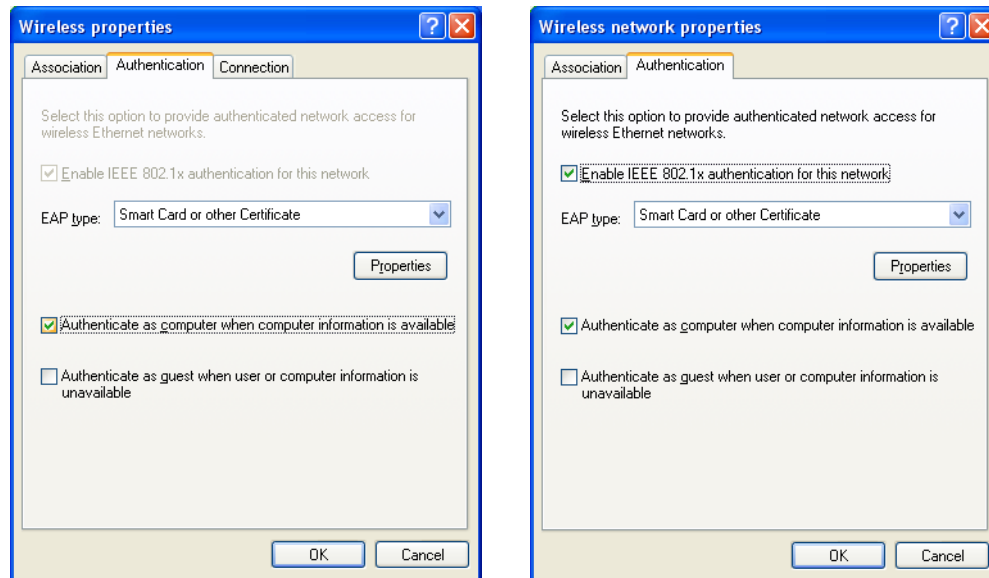 Wireless properties
Association Authentication Connection
Select this option to provide authenticated network access for
wireless Ethernet networks.
Enable IEEE 802.1x authentication for this network
EAP type: Smart Card or other Certificate
Properties
Authenticate as computer when computer information is available
Authenticate as guest when user or computer information is
unavailable
OK Cancel
Wireless network properties
Association Authentication
Select this option to provide authenticated network access for
wireless Ethernet networks.
Enable IEEE 802.1x authentication for this network
EAP type: Smart Card or other Certificate
Properties
Authenticate as computer when computer information is available
Authenticate as guest when user or computer information is
unavailable
OK Cancel